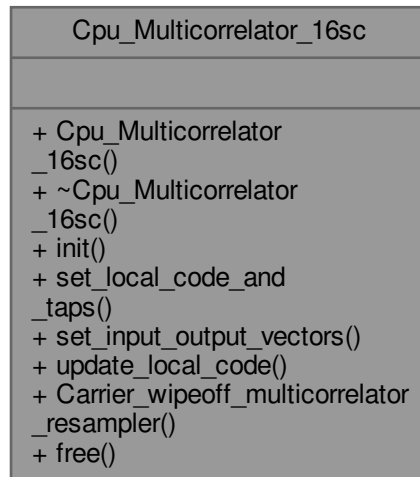 Cpu_Multicorrelator_16sc
+ Cpu_Multicorrelator
_16sc()
+ ~Cpu_Multicorrelator
_16sc()
+ init()
+ set_local_code_and
_taps()
+ set_input_output_vectors()
+ update_local_code()
+ Carrier_wipeoff_multicorrelator
_resampler()
+ free()